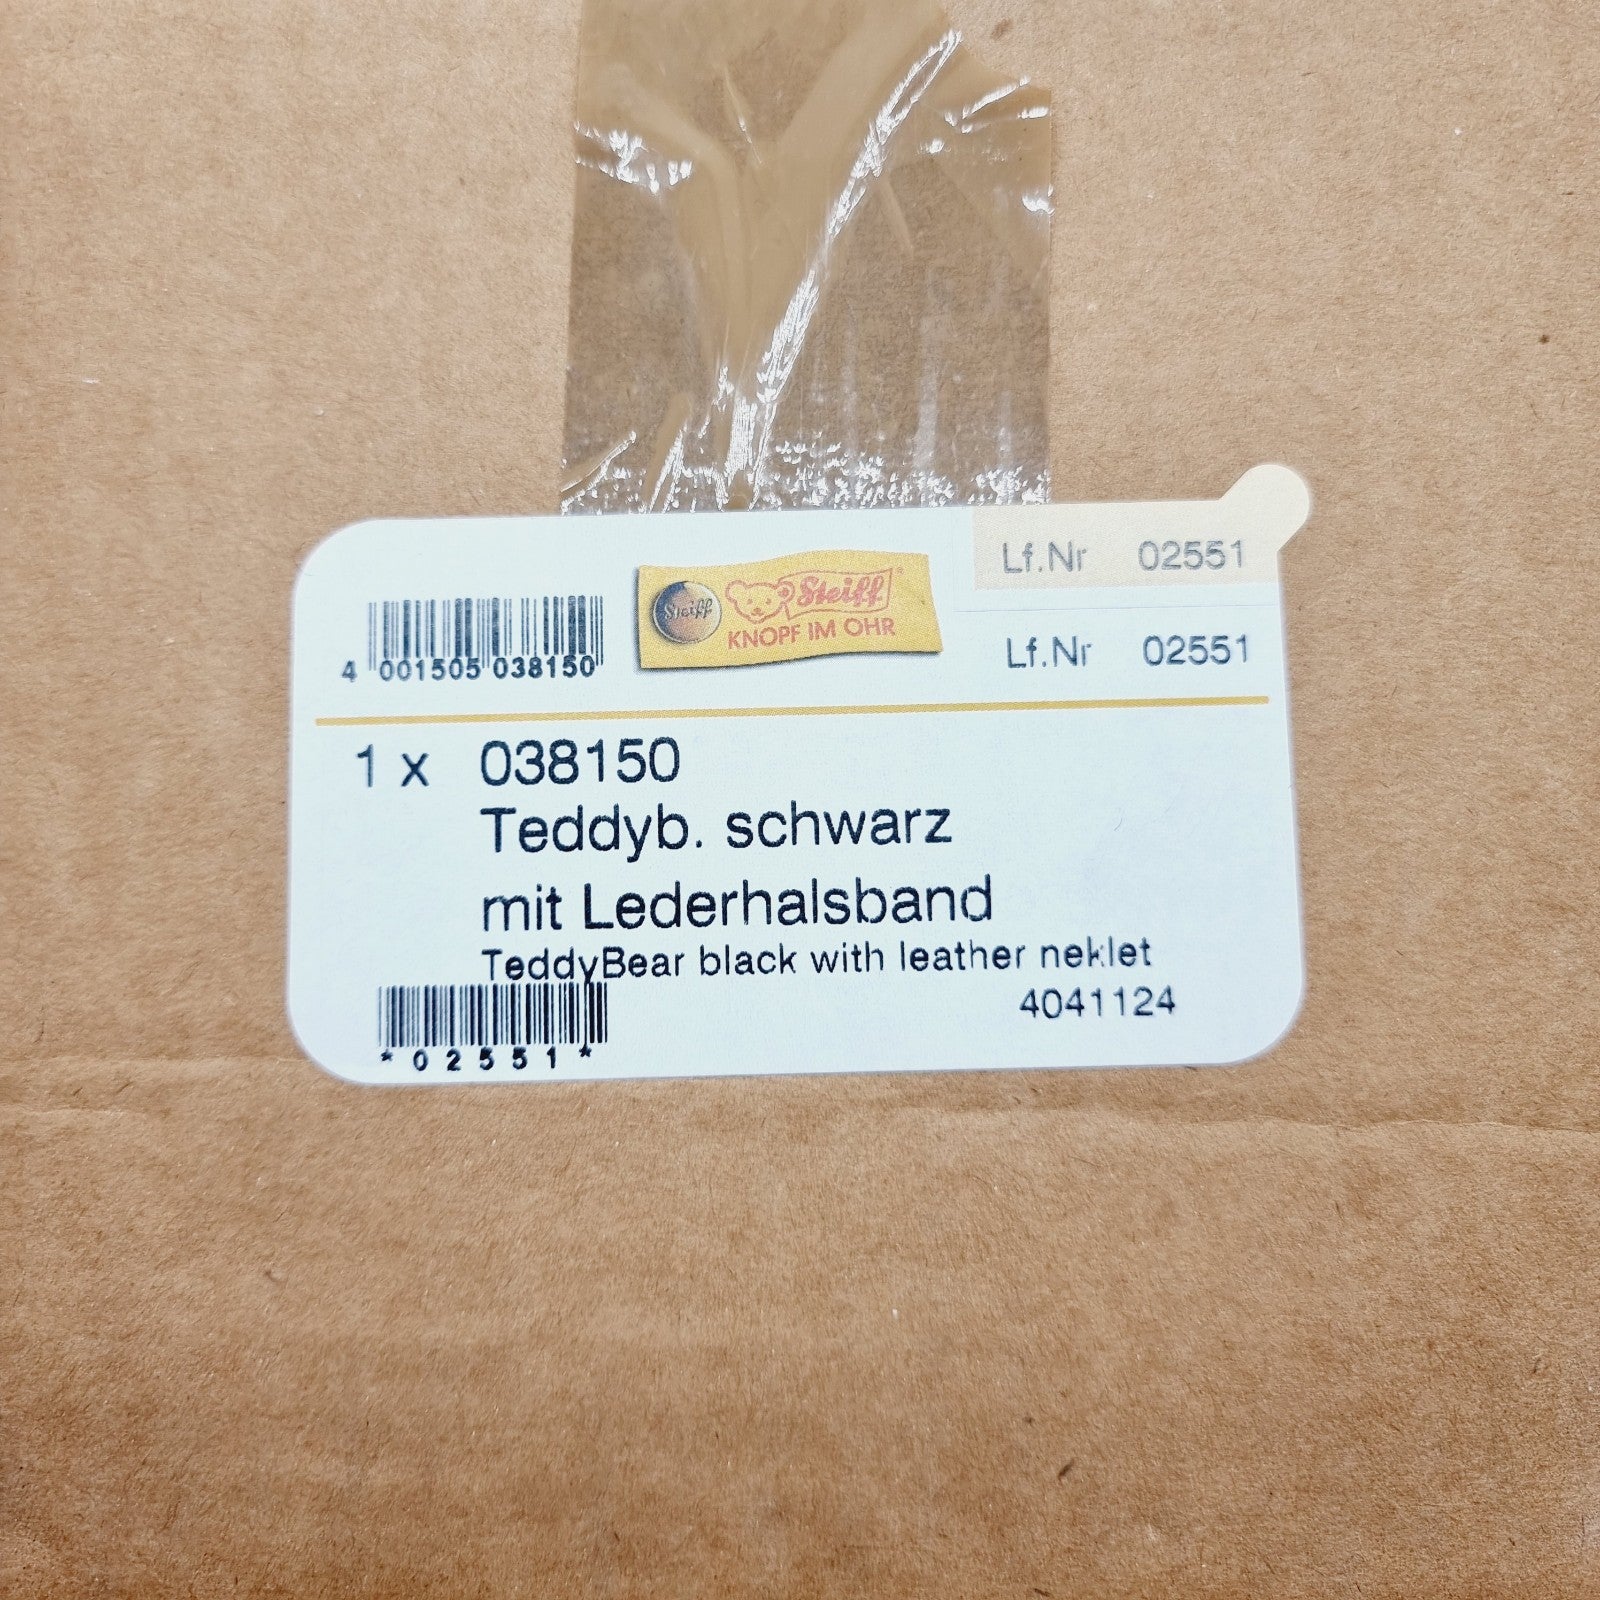 Lf.Nr 02551
Steiff
Steiff
KNOPF IM OHR
Lf.Nr 02551
4 001505 038150
1 x 038150
Teddyb. schwarz
mit Lederhalsband
TeddyBear black with leather neklet
4041124
*02551*